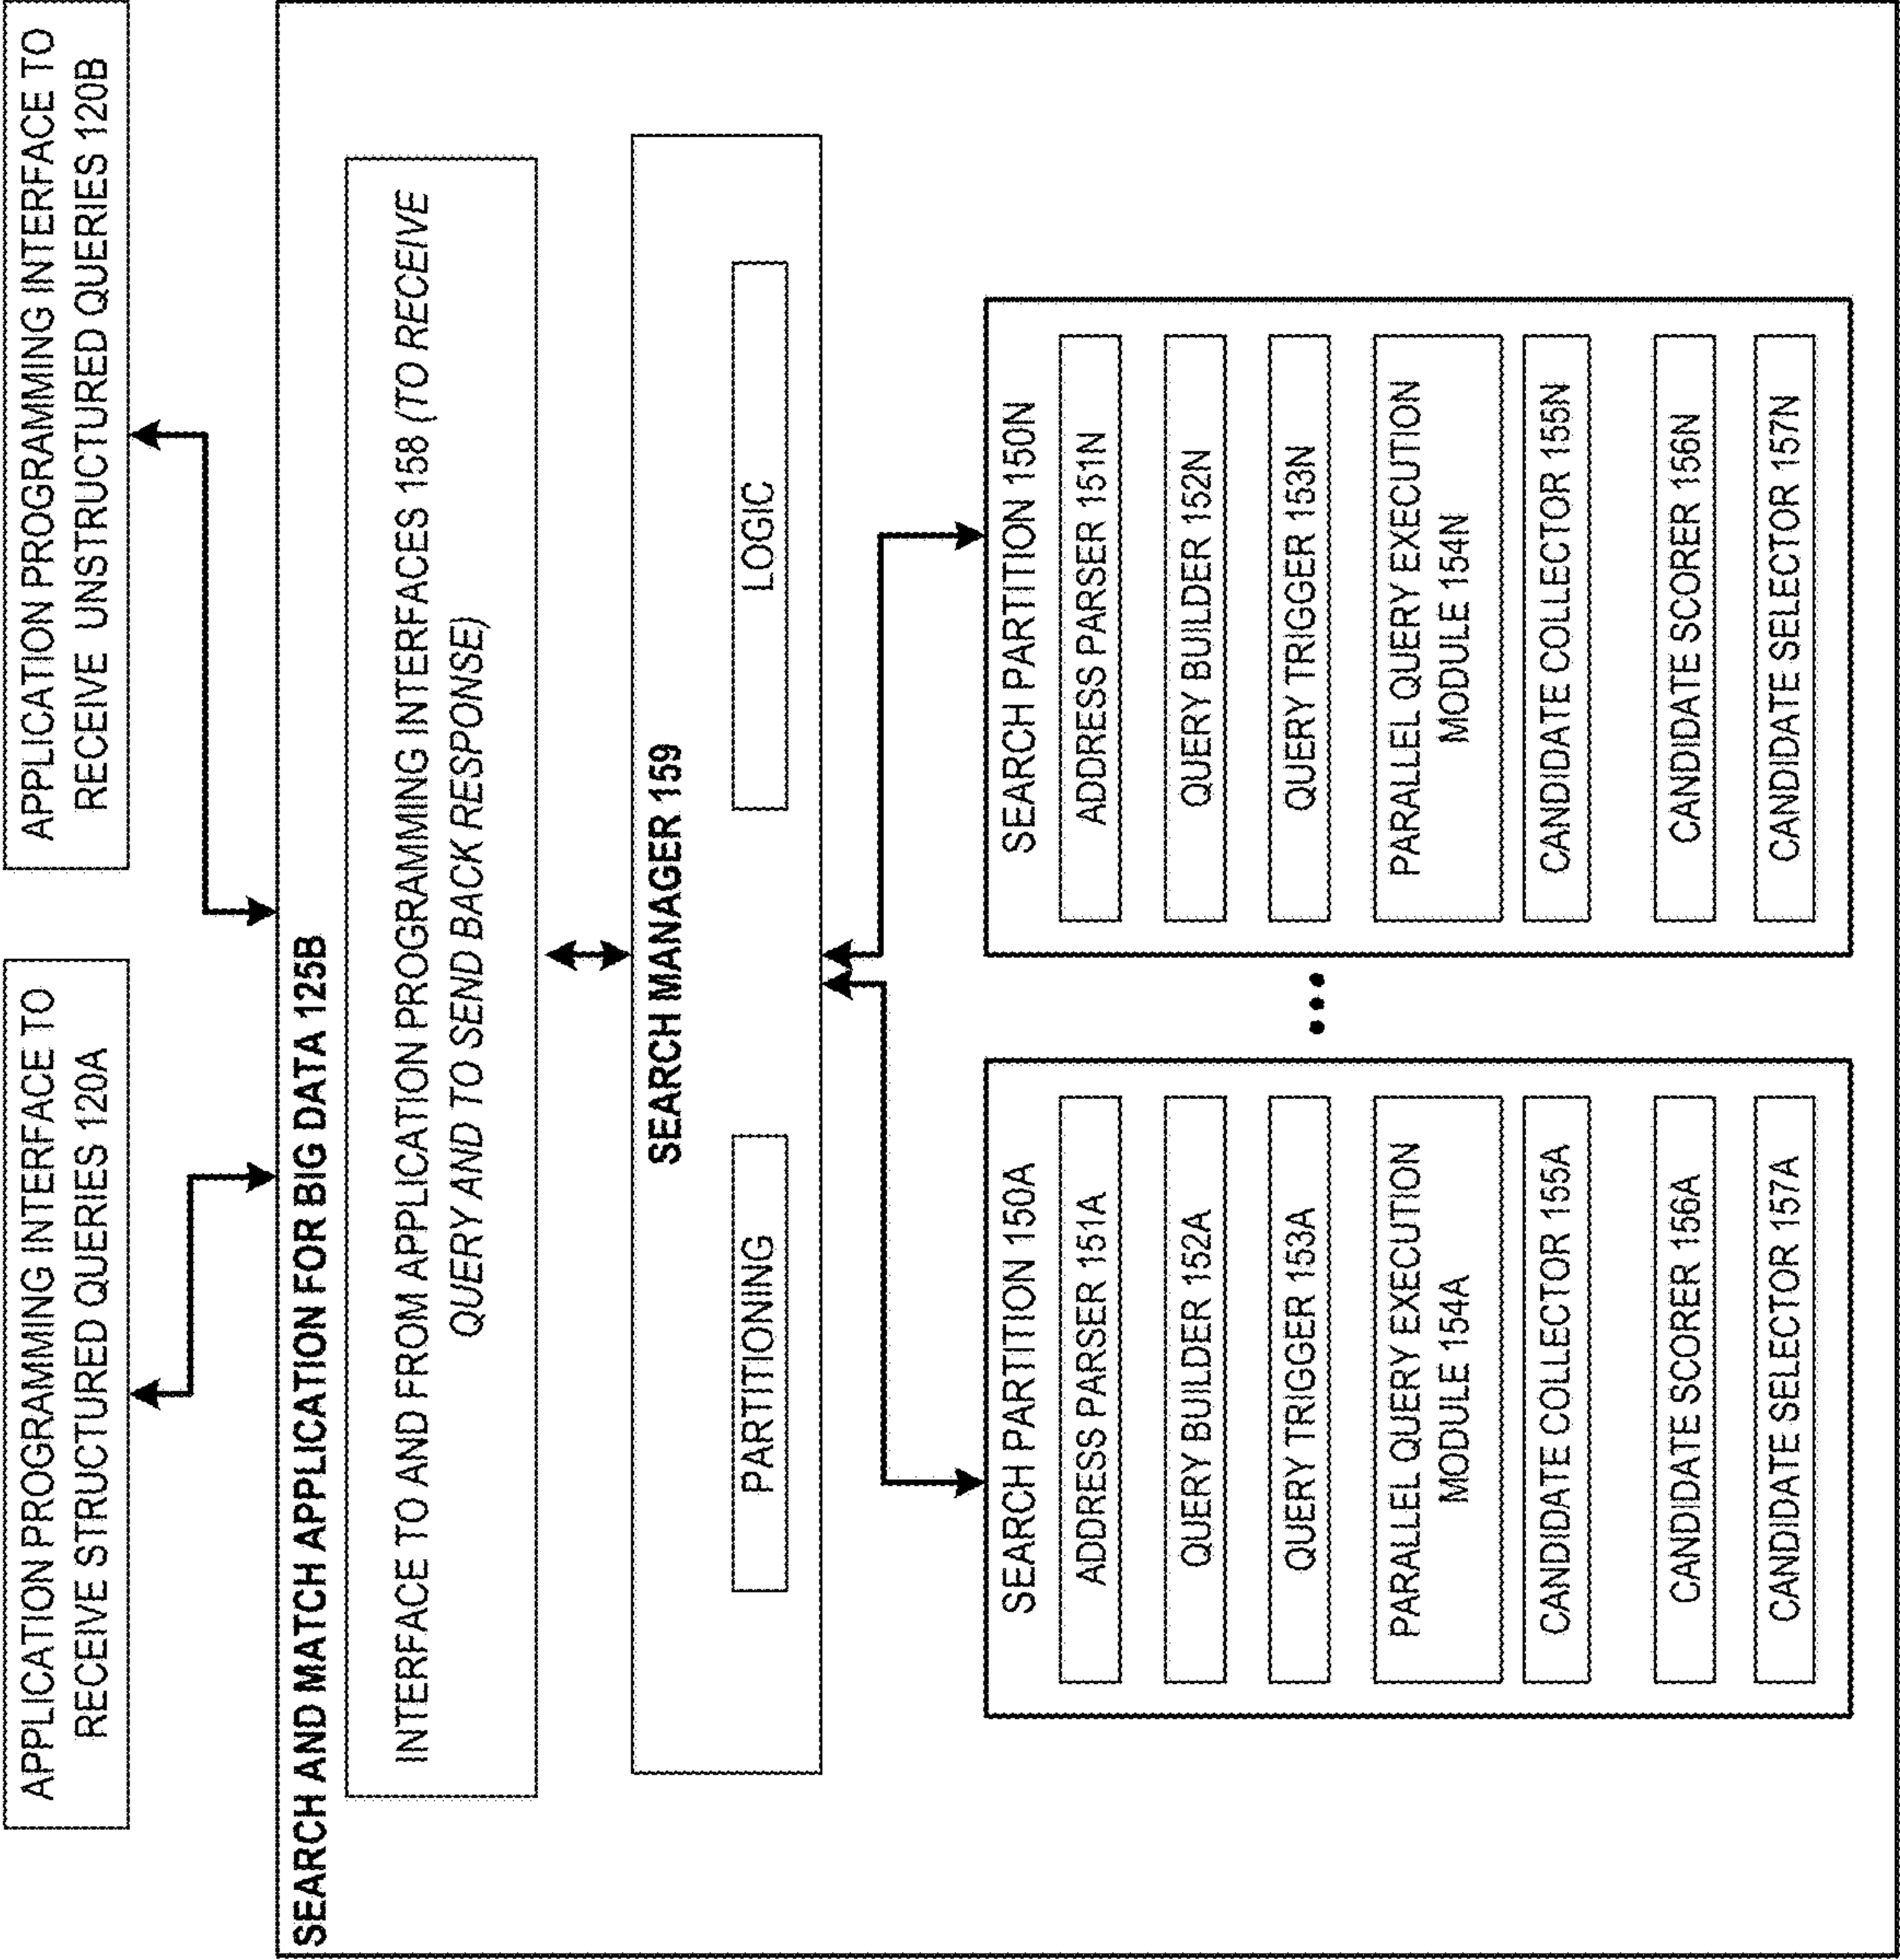 APPLICATION PROGRAMMING INTERFACE TO
RECEIVE STRUCTURED QUERIES 120A
APPLICATION PROGRAMMING INTERFACE TO
RECEIVE UNSTRUCTURED QUERIES 120B
SEARCH AND MATCH APPLICATION FOR BIG DATA 125B
INTERFACE TO AND FROM APPLICATION PROGRAMMING INTERFACES 158 (TO RECEIVE
QUERY AND TO SEND BACK RESPONSE)
SEARCH MANAGER 159
PARTITIONING
LOGIC
SEARCH PARTITION 150A
ADDRESS PARSER 151A
QUERY BUILDER 152A
QUERY TRIGGER 153A
PARALLEL QUERY EXECUTION
MODULE 154A
CANDIDATE COLLECTOR 155A
CANDIDATE SCORER 156A
CANDIDATE SELECTOR 157A
•••
SEARCH PARTITION 150N
ADDRESS PARSER 151N
QUERY BUILDER 152N
QUERY TRIGGER 153N
PARALLEL QUERY EXECUTION
MODULE 154N
CANDIDATE COLLECTOR 155N
CANDIDATE SCORER 156N
CANDIDATE SELECTOR 157N